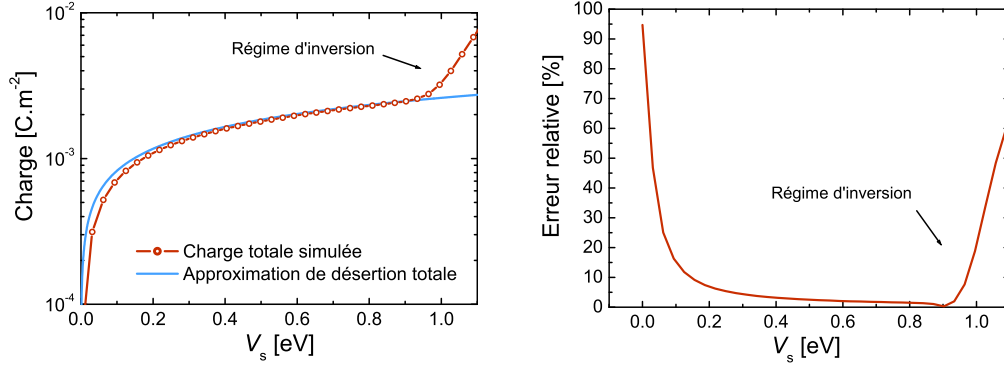 10⁻²
10⁻³
10⁻⁴
Charge [C.m⁻²]
Régime d'inversion
Charge totale simulée
Approximation de désertion totale
0.0 0.2 0.4 0.6 0.8 1.0
Vₛ [eV]
100
90
80
70
60
50
40
30
20
10
0
Erreur relative [%]
Régime d'inversion
0.0 0.2 0.4 0.6 0.8 1.0
Vₛ [eV]